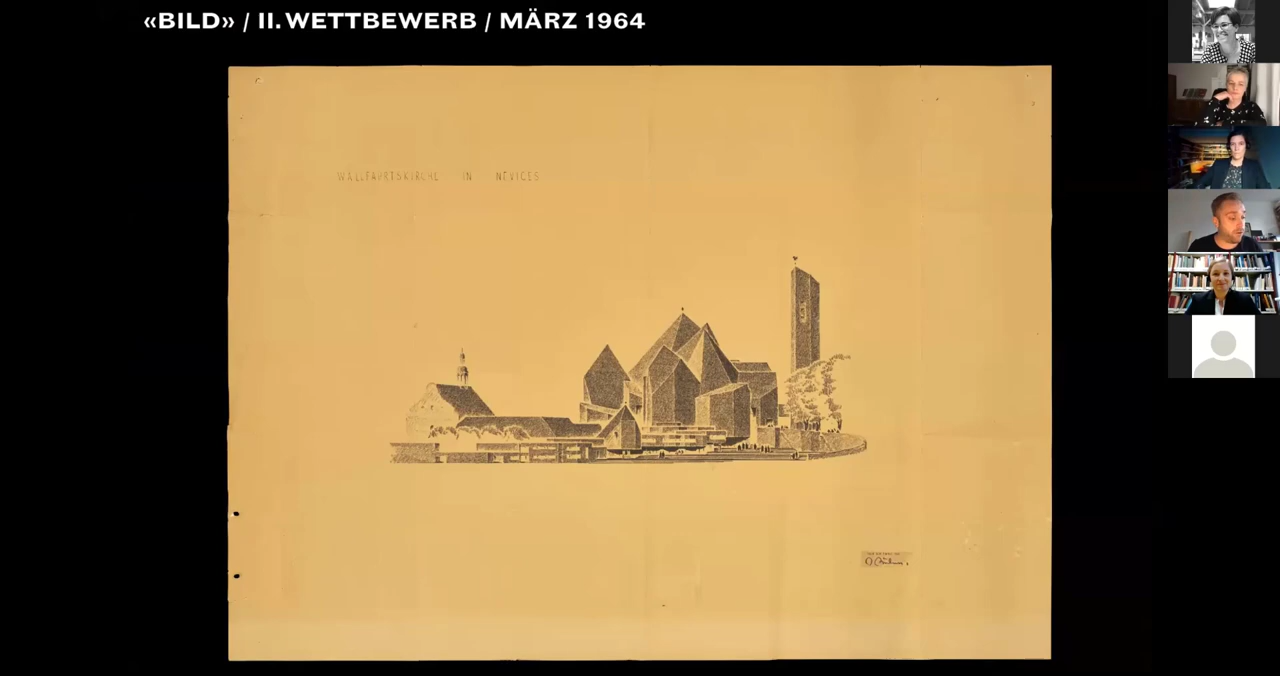 «BILD» / II. WETTBEWERB / MÄRZ 1964
WALLFAHRTSKIRCHE IN NEVIGES